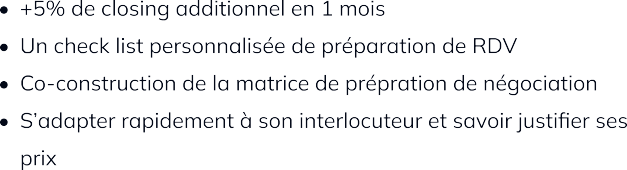 • +5% de closing additionnel en 1 mois
• Un check list personnalisée de préparation de RDV
• Co-construction de la matrice de prépration de négociation
• S'adapter rapidement à son interlocuteur et savoir justifier ses
prix